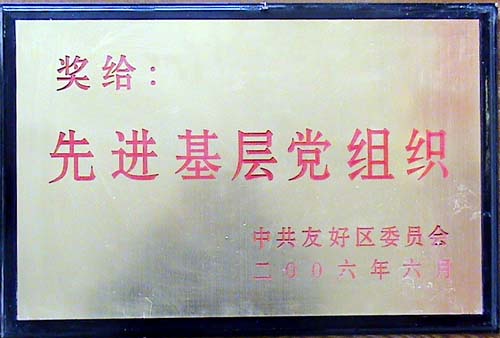 奖给：
先进基层党组织
中共友好区委员会
二00六年六月